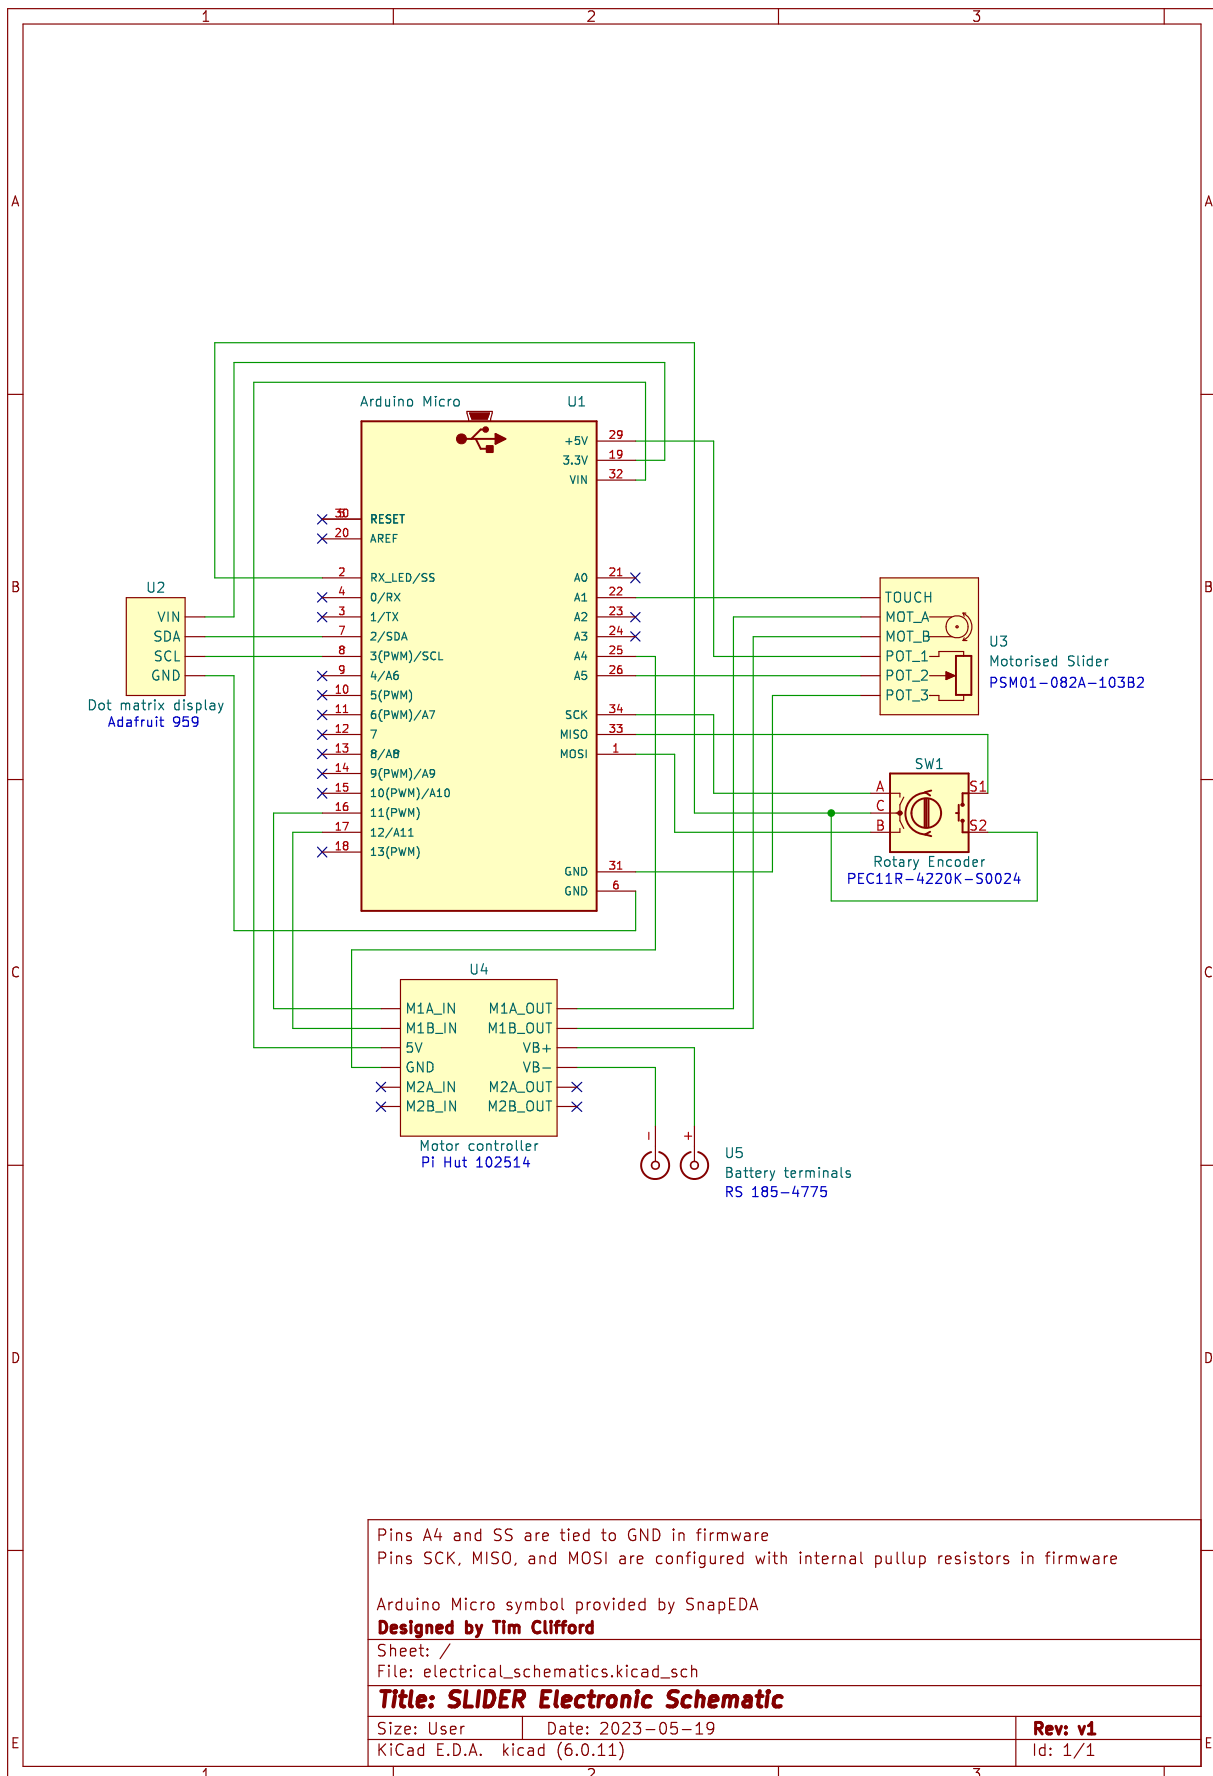 1 2 3
A A
Arduino Micro U1
29 +5V
19 3.3V
32 VIN
RESET
20 AREF
B B
2 RX_LED/SS
4 0/RX
3 1/TX
7 2/SDA
8 3(PWM)/SCL
9 4/A6
10 5(PWM)
11 6(PWM)/A7
12 7
13 8/A8
14 9(PWM)/A9
15 10(PWM)/A10
16 11(PWM)
17 12/A11
18 13(PWM)
A0 21
A1 22
A2 23
A3 24
A4 25
A5 26
SCK 34
MISO 33
MOSI 1
GND 31
GND 6
U2
VIN
SDA
SCL
GND
Dot matrix display
Adafruit 959
TOUCH
MOT_A
MOT_B
POT_1
POT_2
POT_3
U3
Motorised Slider
PSM01-082A-103B2
SW1
A S1
C
B S2
Rotary Encoder
PEC11R-4220K-S0024
C C
U4
M1A_IN M1A_OUT
M1B_IN M1B_OUT
5V VB+
GND VB-
M2A_IN M2A_OUT
M2B_IN M2B_OUT
Motor controller
Pi Hut 102514
- +
U5
Battery terminals
RS 185-4775
D D
Pins A4 and SS are tied to GND in firmware
Pins SCK, MISO, and MOSI are configured with internal pullup resistors in firmware
Arduino Micro symbol provided by SnapEDA
Designed by Tim Clifford
Sheet: /
File: electrical_schematics.kicad_sch
Title: SLIDER Electronic Schematic
Size: User Date: 2023-05-19 Rev: v1
KiCad E.D.A. kicad (6.0.11) Id: 1/1
E E
1 2 3